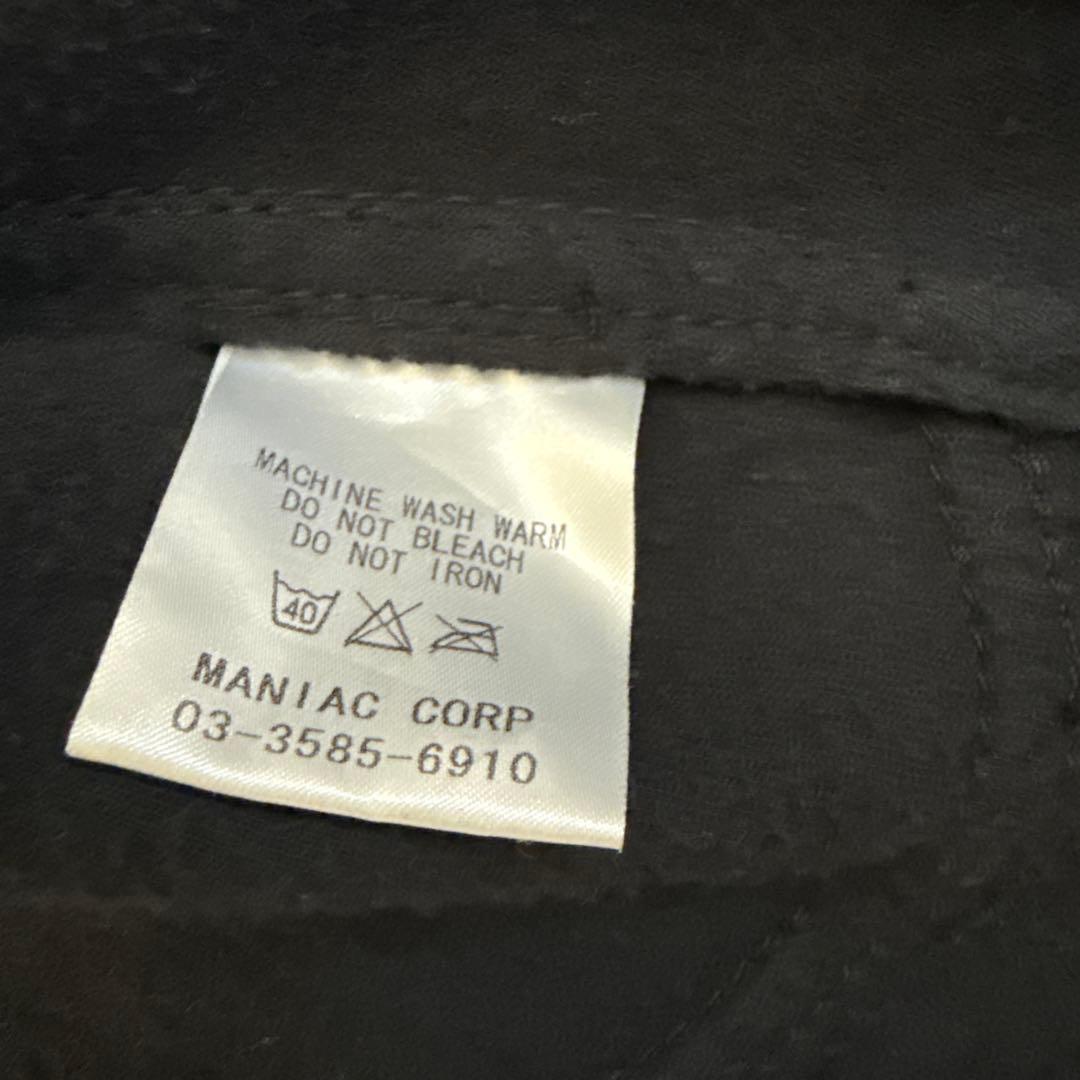 MACHINE WASH WARM
DO NOT BLEACH
DO NOT IRON
40
MANIAC CORP
03-3585-6910